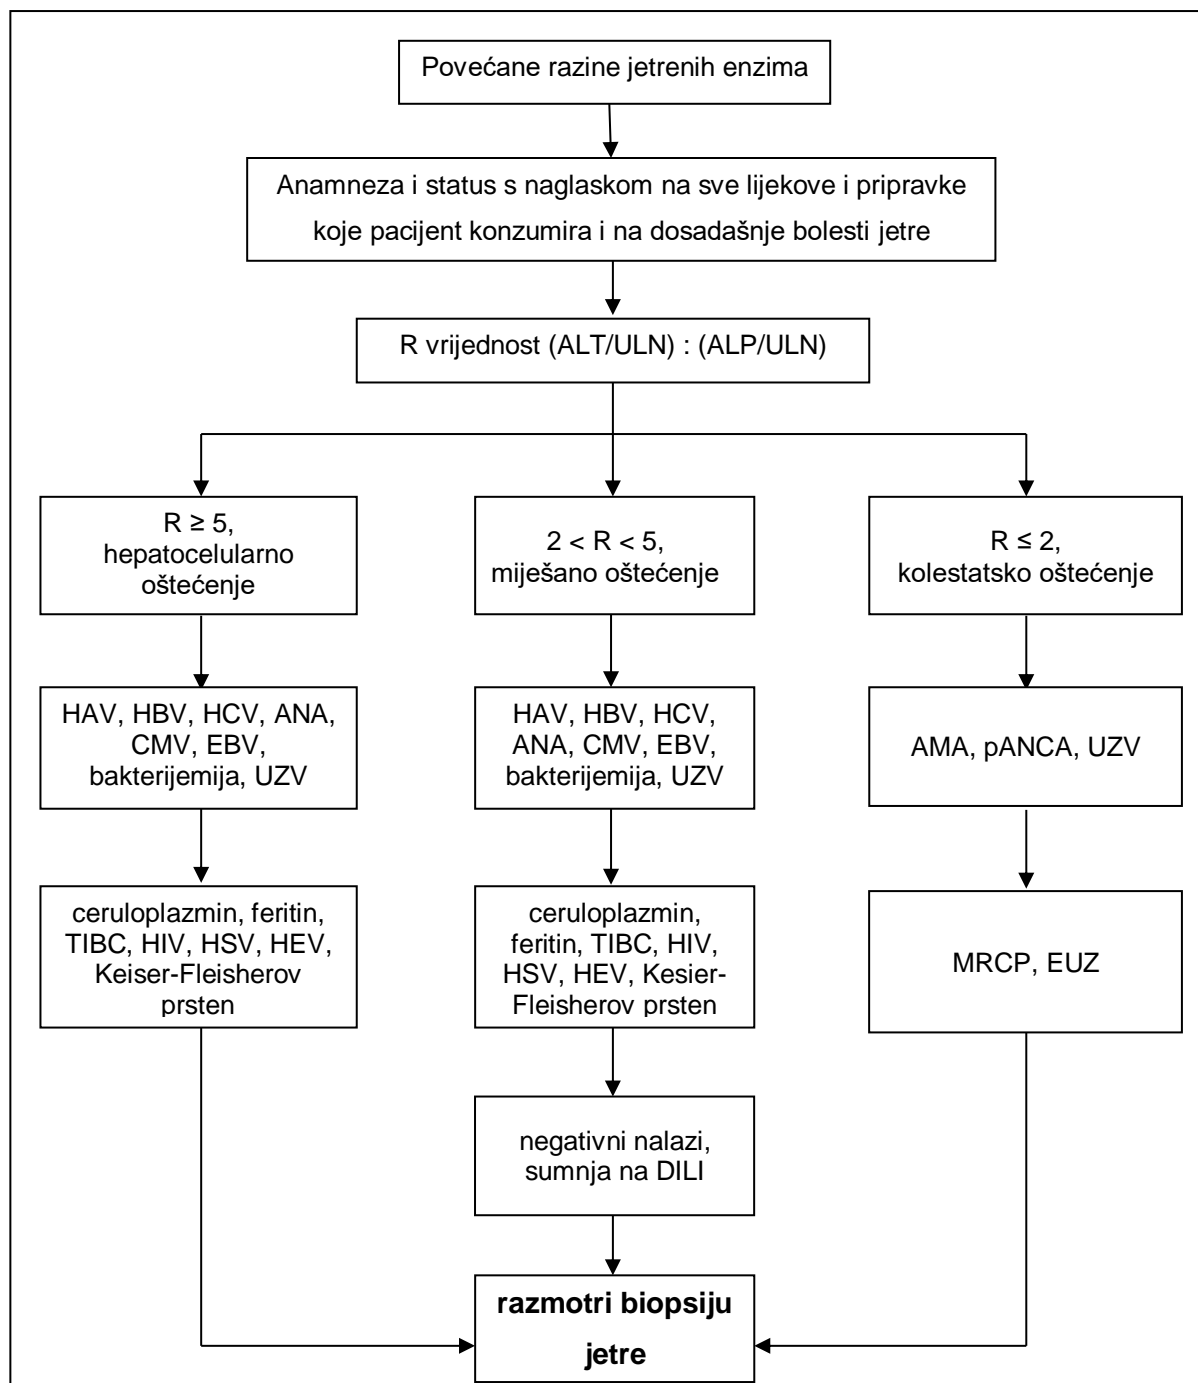 Povećane razine jetrenih enzima
Anamneza i status s naglaskom na sve lijekove i pripravke
koje pacijent konzumira i na dosadašnje bolesti jetre
R vrijednost (ALT/ULN) : (ALP/ULN)
R ≥ 5,
hepatocelularno
oštećenje
2 < R < 5,
miješano oštećenje
R ≤ 2,
kolestatsko oštećenje
HAV, HBV, HCV, ANA,
CMV, EBV,
bakterijemija, UZV
HAV, HBV, HCV,
ANA, CMV, EBV,
bakterijemija, UZV
AMA, pANCA, UZV
ceruloplazmin, feritin,
TIBC, HIV, HSV, HEV,
Keiser-Fleisherov
prsten
ceruloplazmin,
feritin, TIBC, HIV,
HSV, HEV, Kesier-
Fleisherov prsten
MRCP, EUZ
negativni nalazi,
sumnja na DILI
razmotri biopsiju
jetre